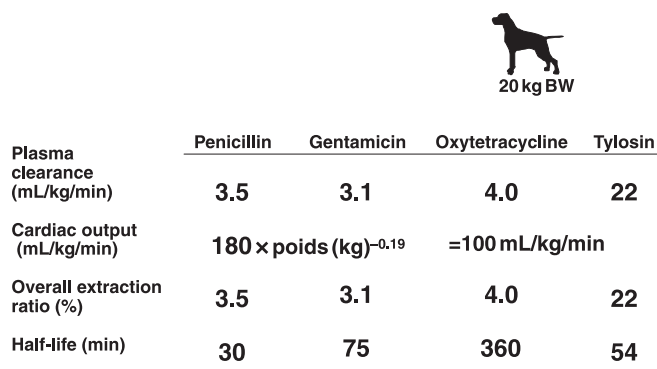 20 kg BW
Penicillin Gentamicin Oxytetracycline Tylosin
Plasma
clearance
(mL/kg/min) 3.5 3.1 4.0 22
Cardiac output
(mL/kg/min) 180 × poids (kg)–0.19 =100 mL/kg/min
Overall extraction
ratio (%) 3.5 3.1 4.0 22
Half-life (min) 30 75 360 54